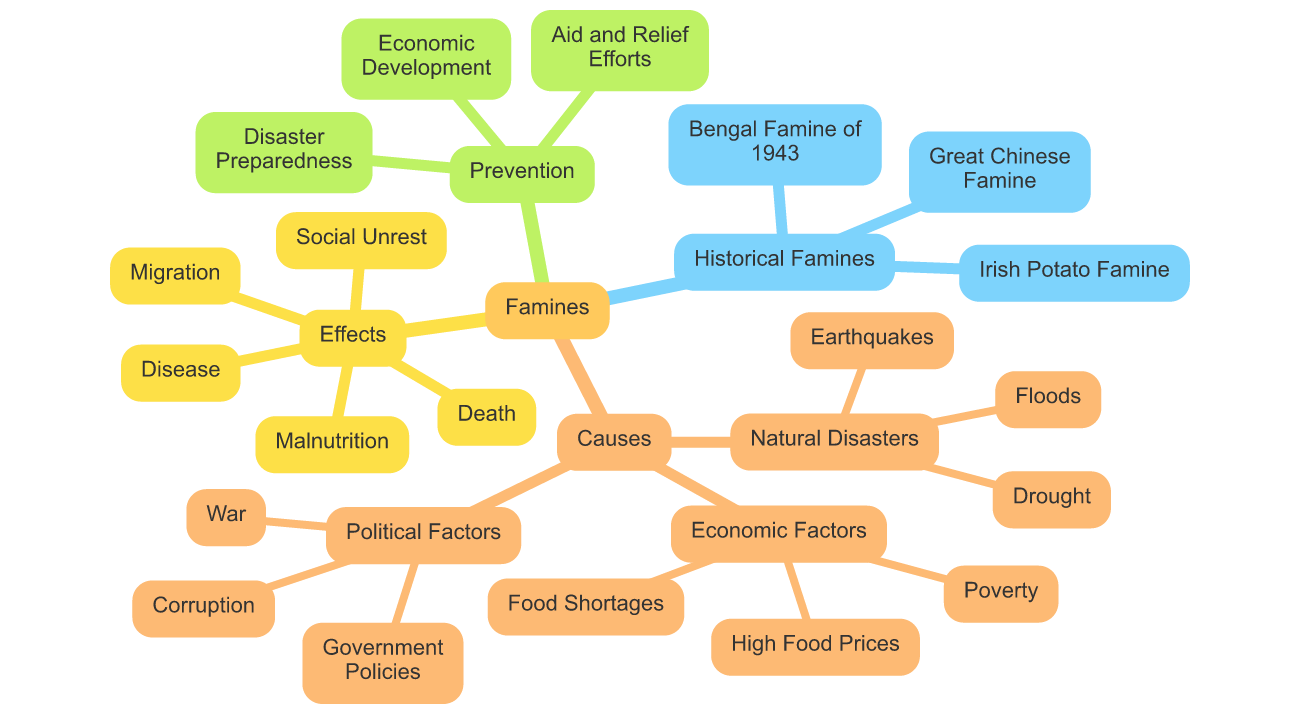 Economic
Development
Aid and Relief
Efforts
Disaster
Preparedness
Prevention
Bengal Famine of
1943
Great Chinese
Famine
Historical Famines
Irish Potato Famine
Social Unrest
Migration
Effects
Disease
Malnutrition
Death
Famines
Earthquakes
Floods
Causes
Natural Disasters
Drought
War
Political Factors
Corruption
Government
Policies
Economic Factors
Food Shortages
High Food Prices
Poverty